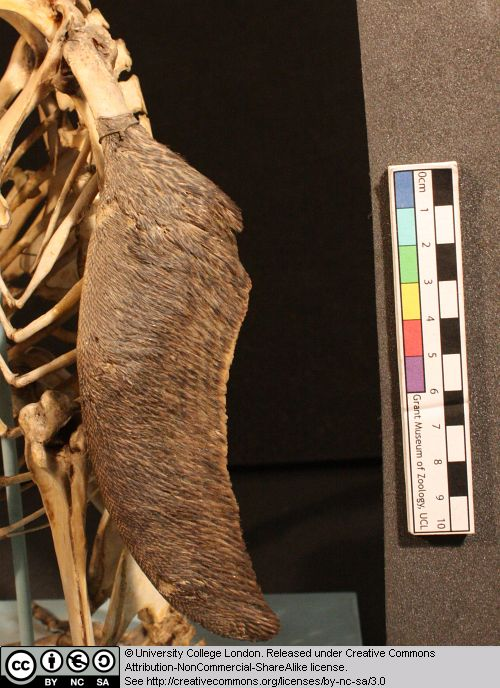 0cm
1
2
3
4
5
6
7
8
9
10
Grant Museum of Zoology, UCL
© University College London. Released under Creative Commons
Attribution-NonCommercial-ShareAlike license.
See http://creativecommons.org/licenses/by-nc-sa/3.0
cc
BY NC SA